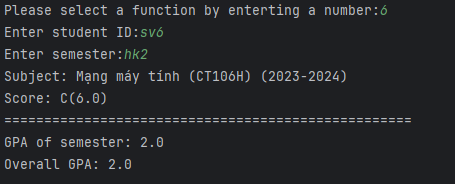 Please select a function by enterting a number:6
Enter student ID:sv6
Enter semester:hk2
Subject: Mạng máy tính (CT106H) (2023-2024)
Score: C(6.0)
===================================================
GPA of semester: 2.0
Overall GPA: 2.0